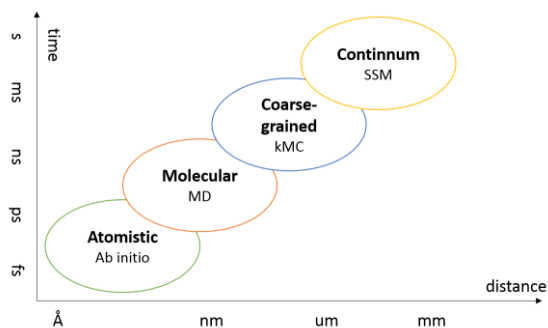 s
time
ms
ns
ps
fs
Continnum
SSM
Coarse-
grained
kMC
Molecular
MD
Atomistic
Ab initio
distance
Å
nm
um
mm